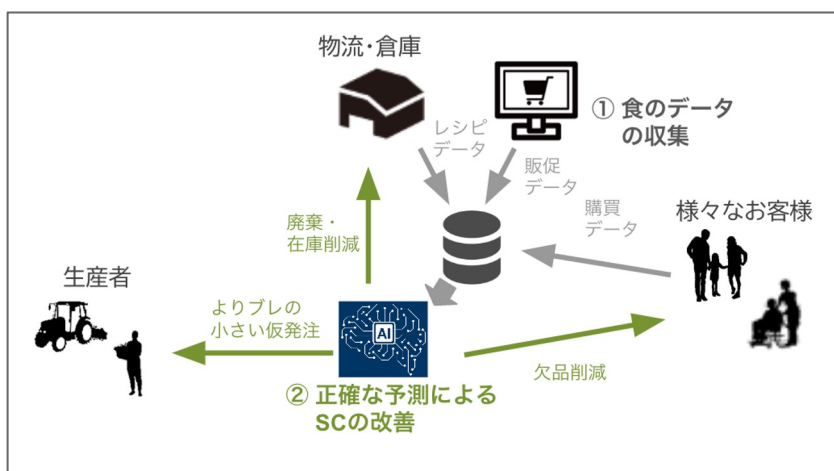 物流・倉庫
① 食のデータ
の収集
レシピ
データ
販促
データ
購買
データ
様々なお客様
廃棄・
在庫削減
生産者
よりブレの
小さい仮発注
AI
欠品削減
② 正確な予測による
SCの改善